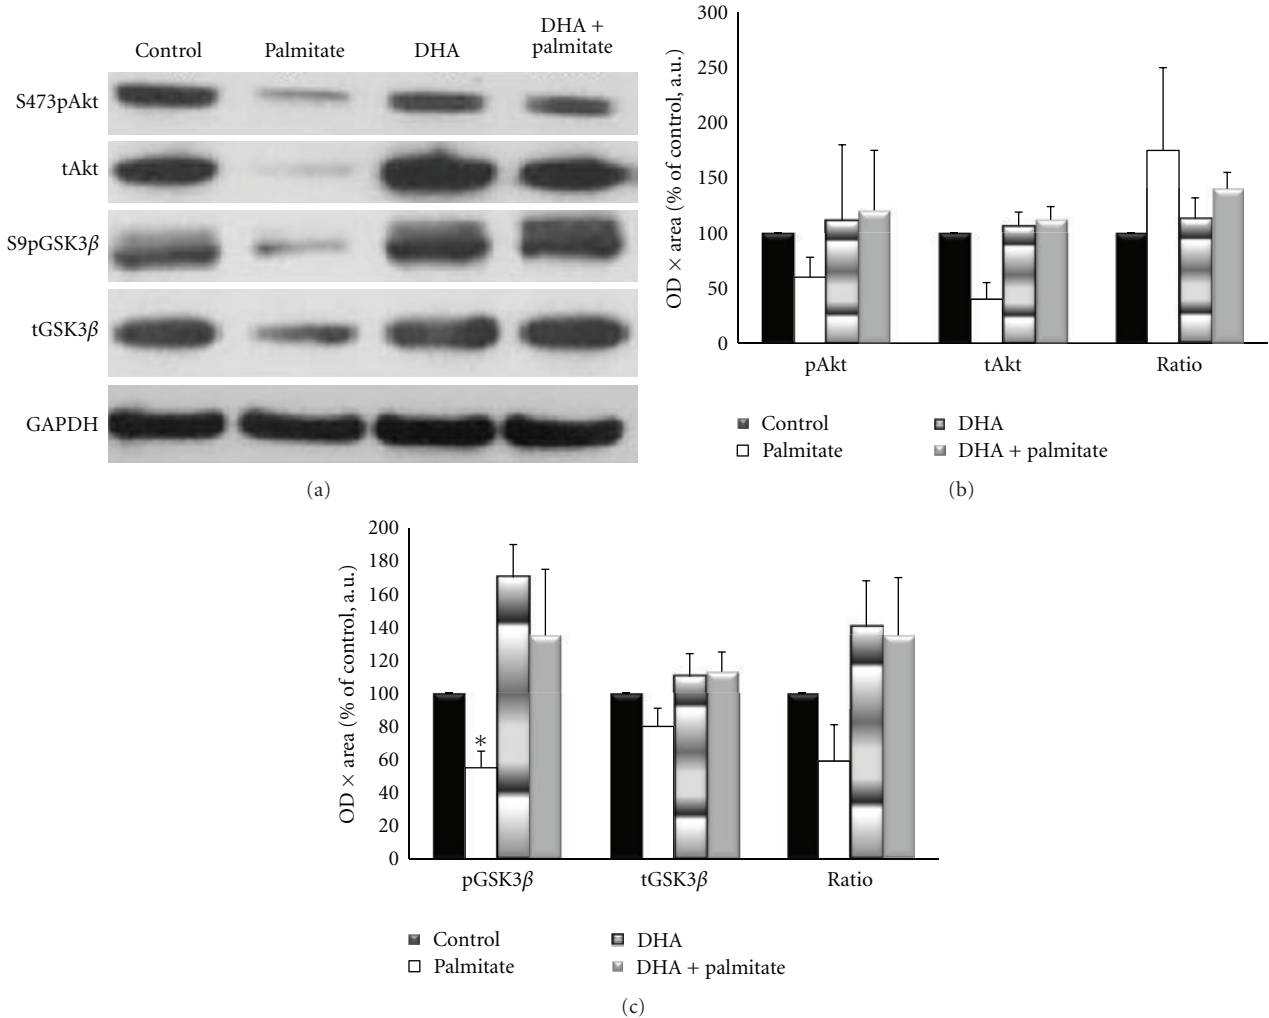 Control Palmitate DHA DHA +
palmitate
S473pAkt
tAkt
S9pGSK3β
tGSK3β
GAPDH
(a)
OD × area (% of control, a.u.)
300
250
200
150
100
50
0
pAkt tAkt Ratio
Control DHA
Palmitate DHA + palmitate
(b)
OD × area (% of control, a.u.)
200
180
160
140
120
100
80
60
40
20
0
*
pGSK3β tGSK3β Ratio
Control DHA
Palmitate DHA + palmitate
(c)